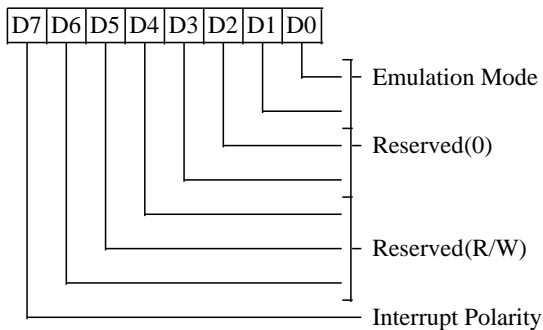 D7 D6 D5 D4 D3 D2 D1 D0
Emulation Mode
Reserved(0)
Reserved(R/W)
Interrupt Polarity